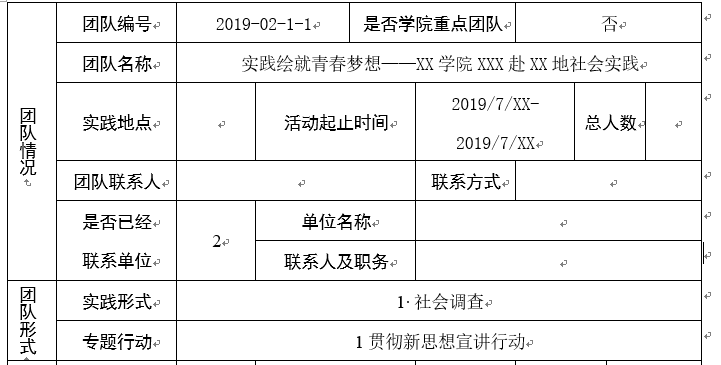 团队情况
团队编号 2019-02-1-1 是否学院重点团队 否
团队名称 实践绘就青春梦想——XX 学院 XXX 赴 XX 地社会实践
实践地点 活动起止时间 2019/7/XX-
2019/7/XX 总人数
团队联系人 联系方式
是否已经
联系单位 2 单位名称
联系人及职务
团队形式
实践形式 1·社会调查
专题行动 1 贯彻新思想宣讲行动